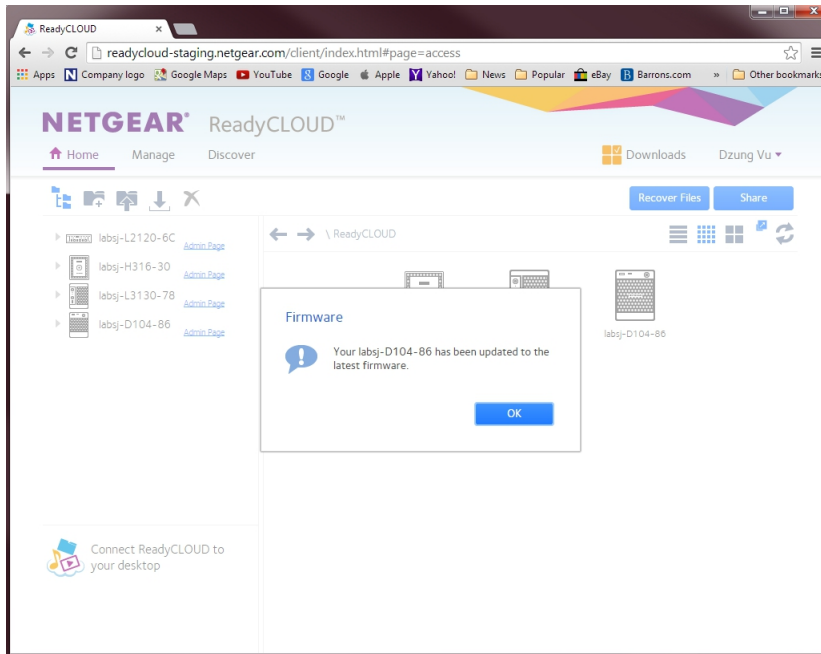 ReadyCLOUD
readycloud-staging.netgear.com/client/index.html#page=access
Apps Company logo Google Maps YouTube Google Apple Yahoo! News Popular eBay Barrons.com » Other bookmarks
NETGEAR® ReadyCLOUD™
Home Manage Discover Downloads Dzung Vu
Recover Files Share
labsj-L2120-6C Admin Page
labsj-H316-30 Admin Page
labsj-L3130-78 Admin Page
labsj-D104-86 Admin Page
\ ReadyCLOUD
labsj-D104-86
Firmware
Your labsj-D104-86 has been updated to the
latest firmware.
OK
Connect ReadyCLOUD to
your desktop